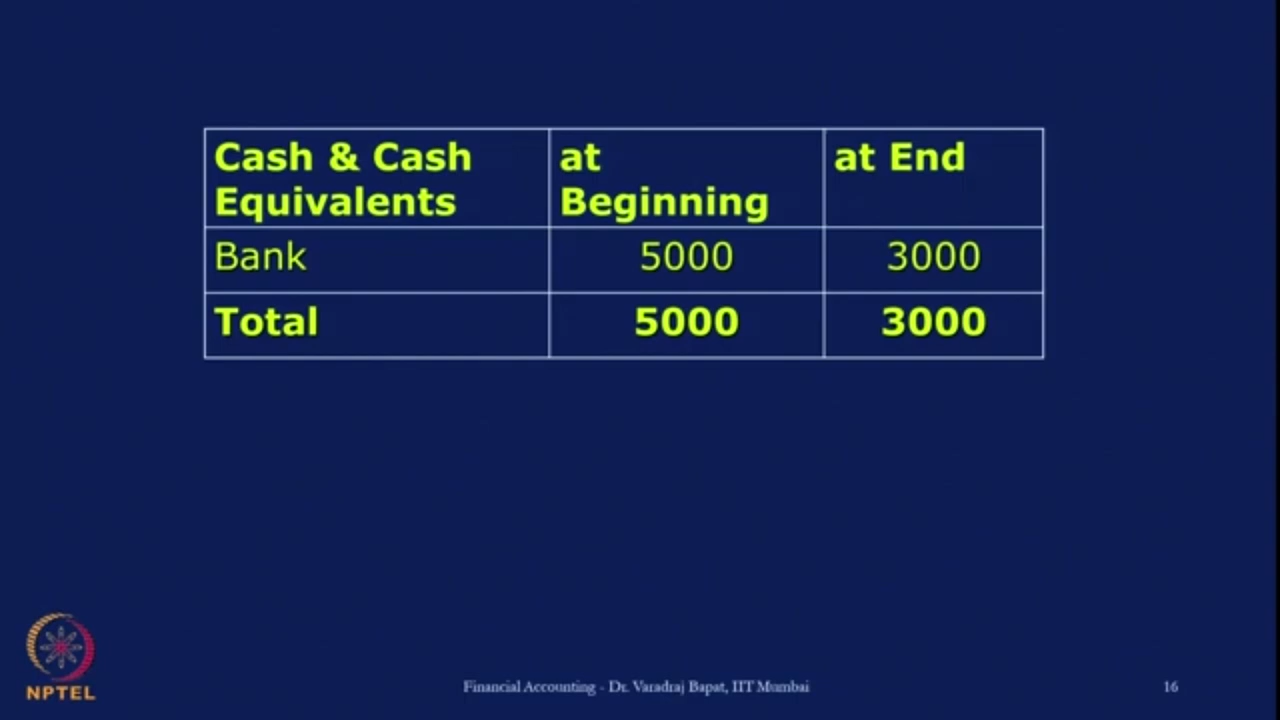 Cash & Cash Equivalents at Beginning at End
Bank 5000 3000
Total 5000 3000
NPTEL
Financial Accounting - Dr. Varadraj Bapat, IIT Mumbai
16